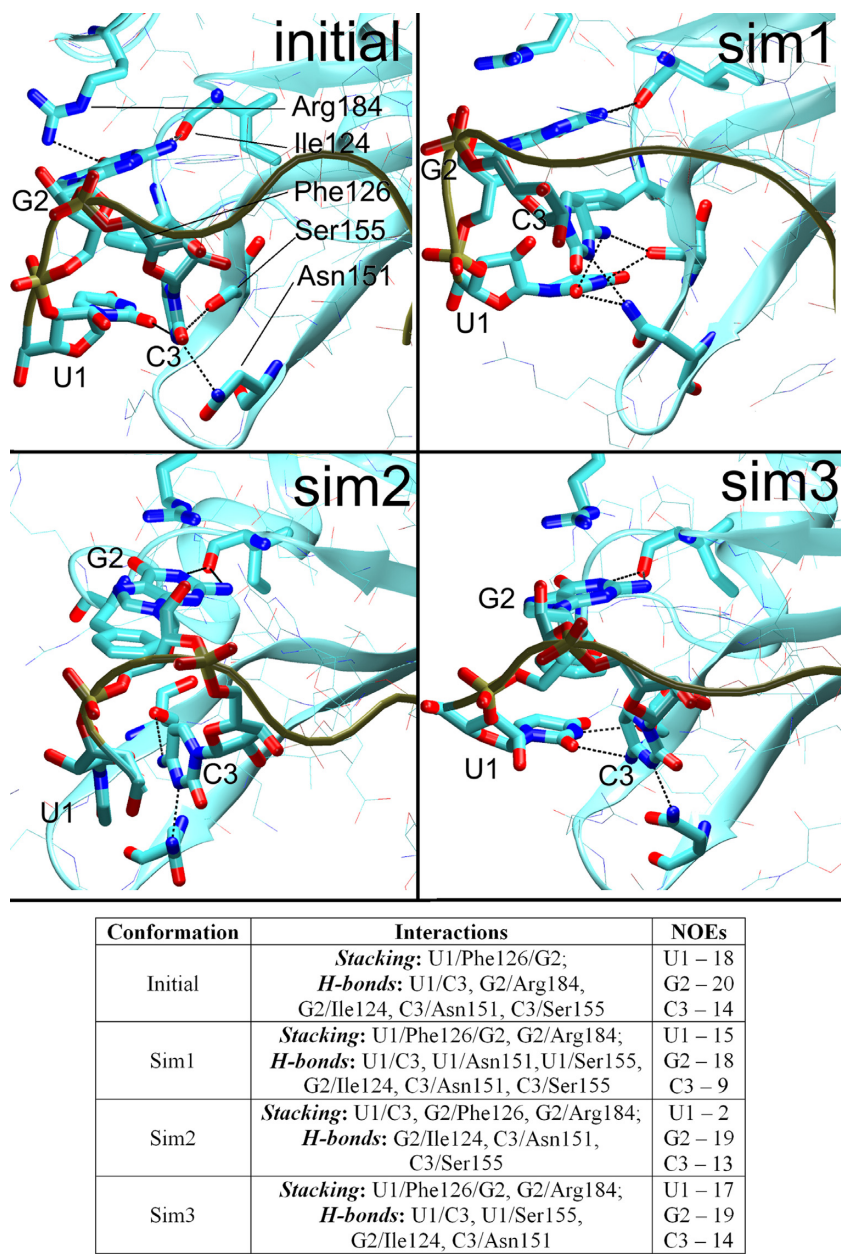 initial
Arg184
Ile124
G2
Phe126
Ser155
Asn151
C3
U1
sim1
G2
C3
U1
sim2
G2
C3
U1
sim3
G2
U1
C3
Conformation Interactions NOEs
Initial
Stacking: U1/Phe126/G2;
H-bonds: U1/C3, G2/Arg184,
G2/Ile124, C3/Asn151, C3/Ser155
U1 – 18
G2 – 20
C3 – 14
Sim1
Stacking: U1/Phe126/G2, G2/Arg184;
H-bonds: U1/C3, U1/Asn151,U1/Ser155,
G2/Ile124, C3/Asn151, C3/Ser155
U1 – 15
G2 – 18
C3 – 9
Sim2
Stacking: U1/C3, G2/Phe126, G2/Arg184;
H-bonds: G2/Ile124, C3/Asn151,
C3/Ser155
U1 – 2
G2 – 19
C3 – 13
Sim3
Stacking: U1/Phe126/G2, G2/Arg184;
H-bonds: U1/C3, U1/Ser155,
G2/Ile124, C3/Asn151
U1 – 17
G2 – 19
C3 – 14